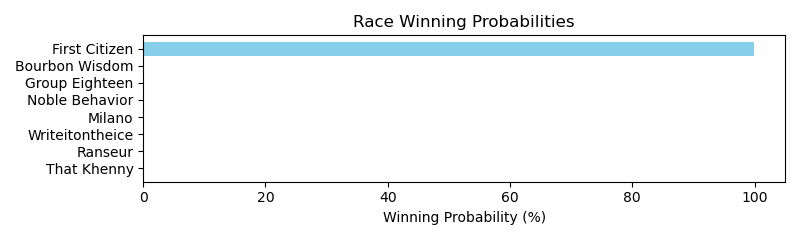 Race Winning Probabilities
First Citizen
Bourbon Wisdom
Group Eighteen
Noble Behavior
Milano
Writeitontheice
Ranseur
That Khenny
0 20 40 60 80 100
Winning Probability (%)